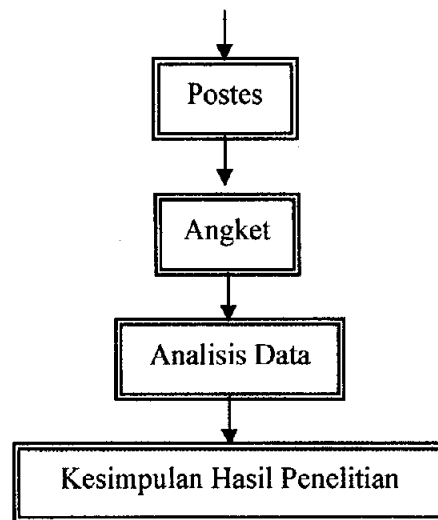 Postes
Angket
Analisis Data
Kesimpulan Hasil Penelitian